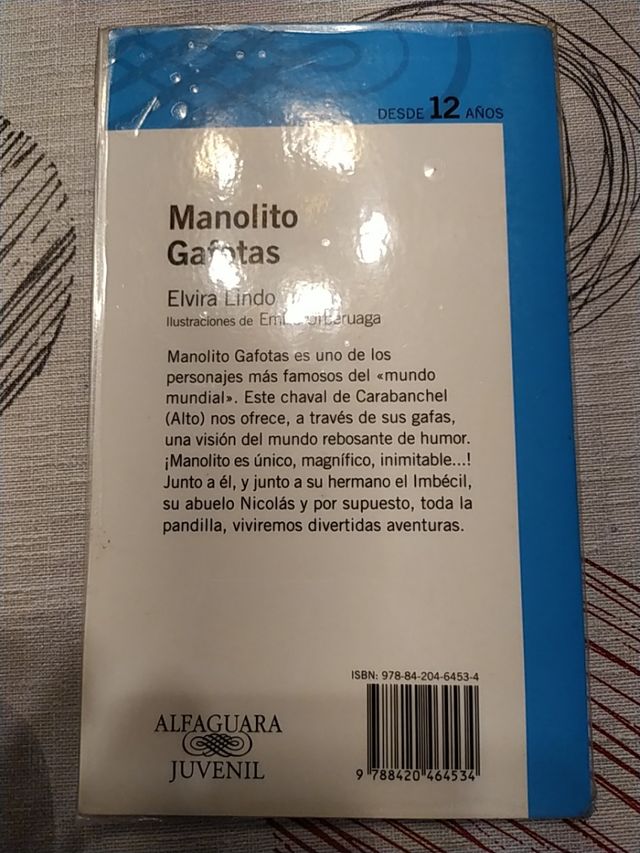 DESDE 12 AÑOS
Manolito
Gafotas
Elvira Lindo
Ilustraciones de Emilio Urberuaga
Manolito Gafotas es uno de los
personajes más famosos del «mundo
mundial». Este chaval de Carabanchel
(Alto) nos ofrece, a través de sus gafas,
una visión del mundo rebosante de humor.
¡Manolito es único, magnífico, inimitable...!
Junto a él, y junto a su hermano el Imbécil,
su abuelo Nicolás y por supuesto, toda la
pandilla, viviremos divertidas aventuras.
ISBN: 978-84-204-6453-4
ALFAGUARA
JUVENIL
9 788420 464534